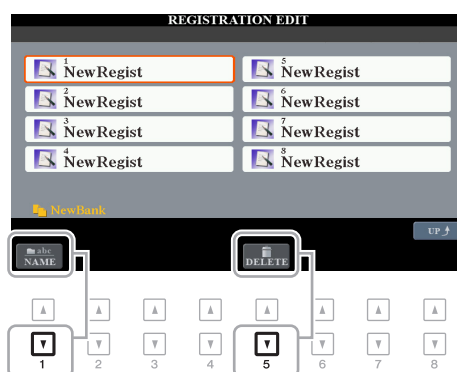 REGISTRATION EDIT
1 NewRegist
2 NewRegist
3 NewRegist
4 NewRegist
5 NewRegist
6 NewRegist
7 NewRegist
8 NewRegist
NewBank
UP
abc
NAME
DELETE
1 2 3 4 5 6 7 8